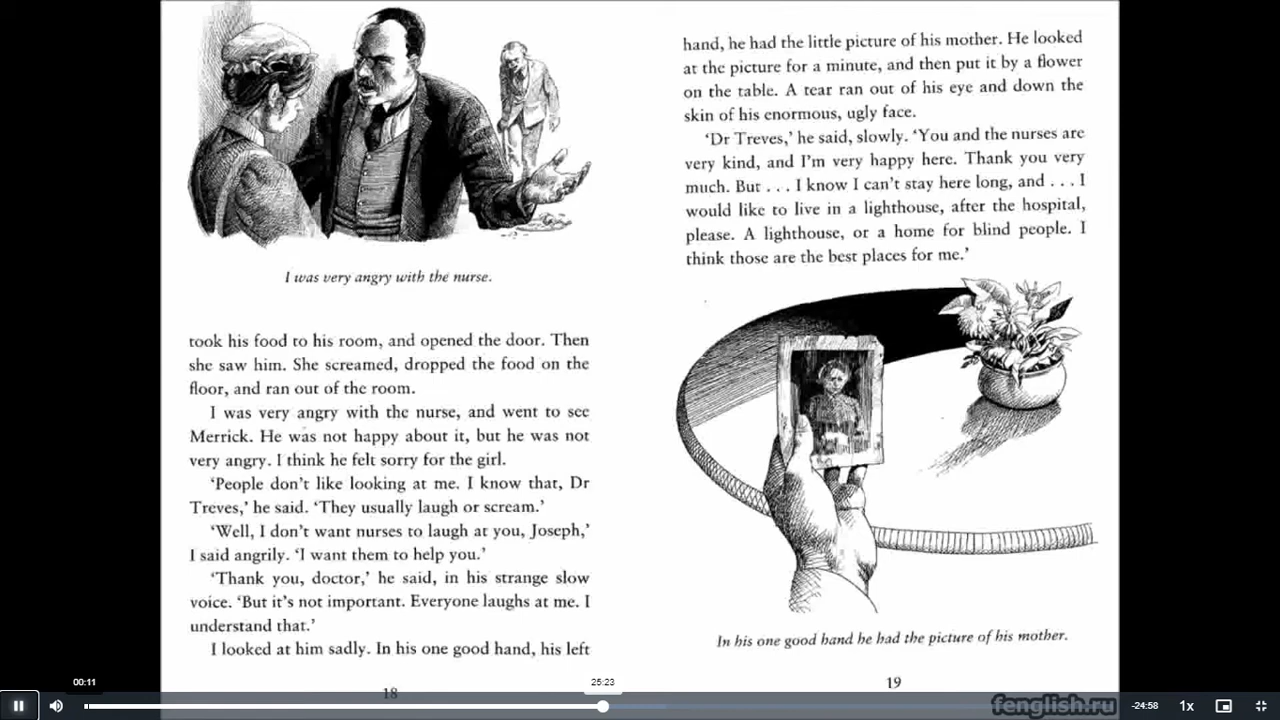 I was very angry with the nurse.
took his food to his room, and opened the door. Then
she saw him. She screamed, dropped the food on the
floor, and ran out of the room.
I was very angry with the nurse, and went to see
Merrick. He was not happy about it, but he was not
very angry. I think he felt sorry for the girl.
'People don't like looking at me. I know that, Dr
Treves,' he said. 'They usually laugh or scream.'
'Well, I don't want nurses to laugh at you, Joseph,'
I said angrily. 'I want them to help you.'
'Thank you, doctor,' he said, in his strange slow
voice. 'But it's not important. Everyone laughs at me. I
understand that.'
I looked at him sadly. In his one good hand, his left
18
hand, he had the little picture of his mother. He looked
at the picture for a minute, and then put it by a flower
on the table. A tear ran out of his eye and down the
skin of his enormous, ugly face.
'Dr Treves,' he said, slowly. 'You and the nurses are
very kind, and I'm very happy here. Thank you very
much. But . . . I know I can't stay here long, and . . . I
would like to live in a lighthouse, after the hospital,
please. A lighthouse, or a home for blind people. I
think those are the best places for me.'
In his one good hand he had the picture of his mother.
19
00:11
25:23
fenglish.ru
-24:58
1x